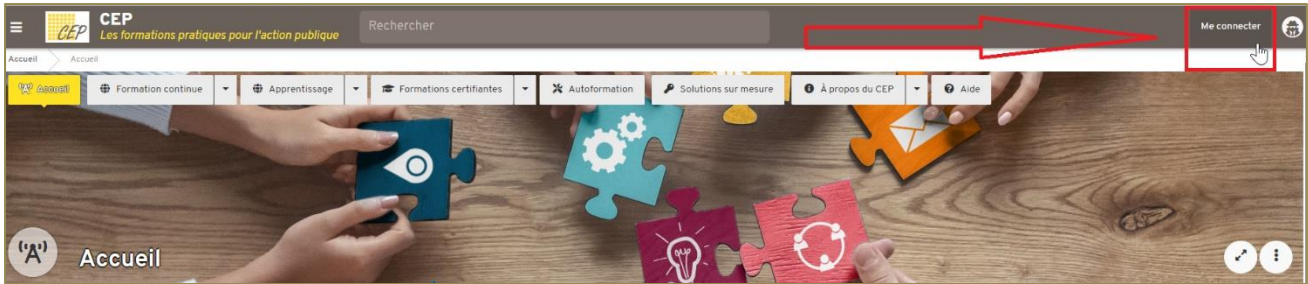 CEP
CEP
Les formations pratiques pour l'action publique
Rechercher
Me connecter
Accueil
Accueil
Accueil
Formation continue
Apprentissage
Formations certifiantes
Autoformation
Solutions sur mesure
À propos du CEP
Aide
Accueil